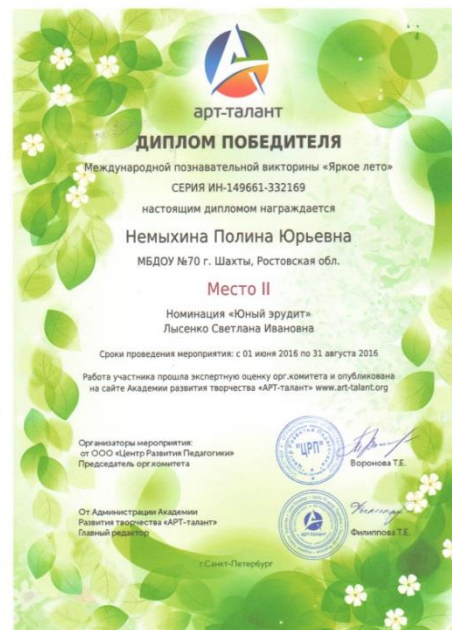 арт-талант
ДИПЛОМ ПОБЕДИТЕЛЯ
Международной познавательной викторины «Яркое лето»
СЕРИЯ ИН-149661-332169
настоящим дипломом награждается
Немыхина Полина Юрьевна
МБДОУ №70 г. Шахты, Ростовская обл.
Место II
Номинация «Юный эрудит»
Лысенко Светлана Ивановна
Сроки проведения мероприятия: с 01 июня 2016 по 31 августа 2016
Работа участника прошла экспертную оценку орг.комитета и опубликована
на сайте Академии развития творчества «АРТ-талант» www.art-talant.org
Организаторы мероприятия:
от ООО «Центр Развития Педагогики»
Председатель орг.комитета
"ЦРП"
Воронова Т.Е.
От Администрации Академии
Развития творчества «АРТ-талант»
Главный редактор
АРТ-ТАЛАНТ
Филиппова Т.Е.
г.Санкт-Петербург